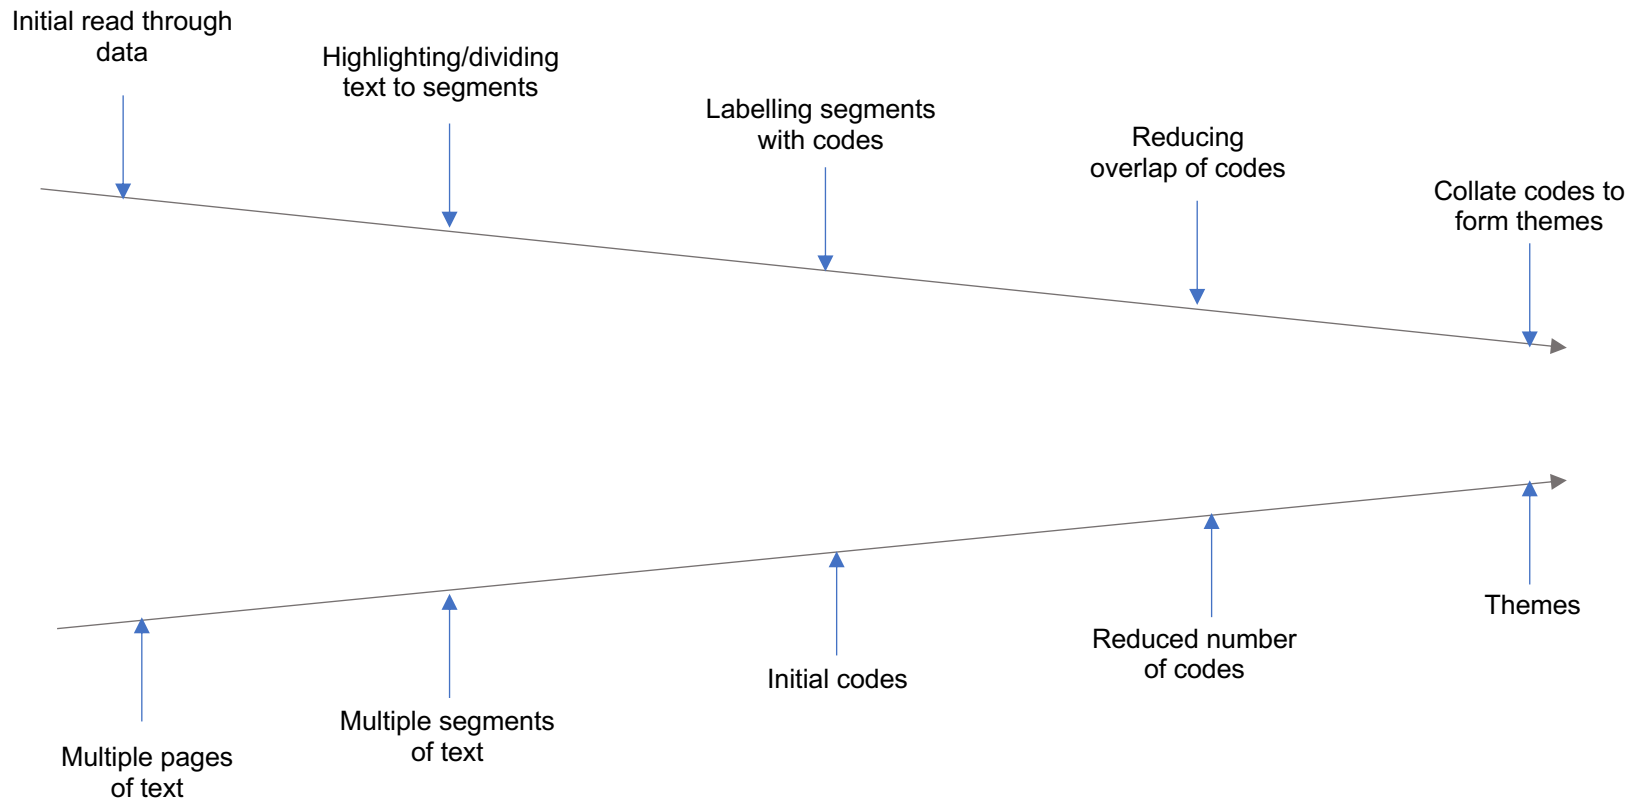 Initial read through
data
Highlighting/dividing
text to segments
Labelling segments
with codes
Reducing
overlap of codes
Collate codes to
form themes
Multiple pages
of text
Multiple segments
of text
Initial codes
Reduced number
of codes
Themes